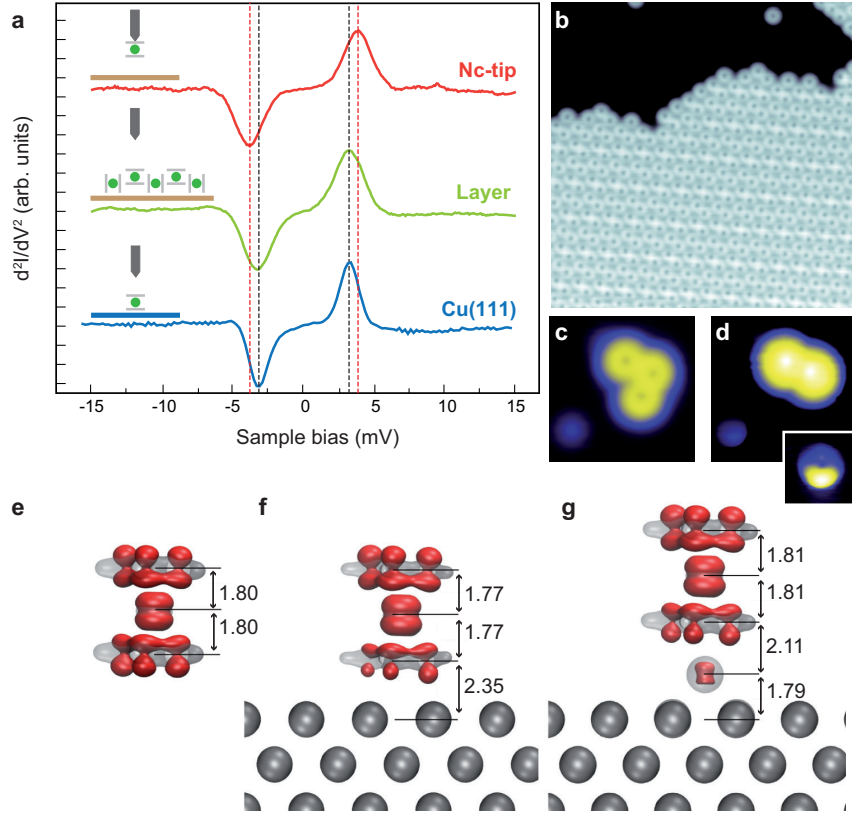 a
d²I/dV² (arb. units)
Nc-tip
Layer
Cu(111)
-15 -10 -5 0 5 10 15
Sample bias (mV)
b
c
d
e
1.80
1.80
f
1.77
1.77
2.35
g
1.81
1.81
2.11
1.79